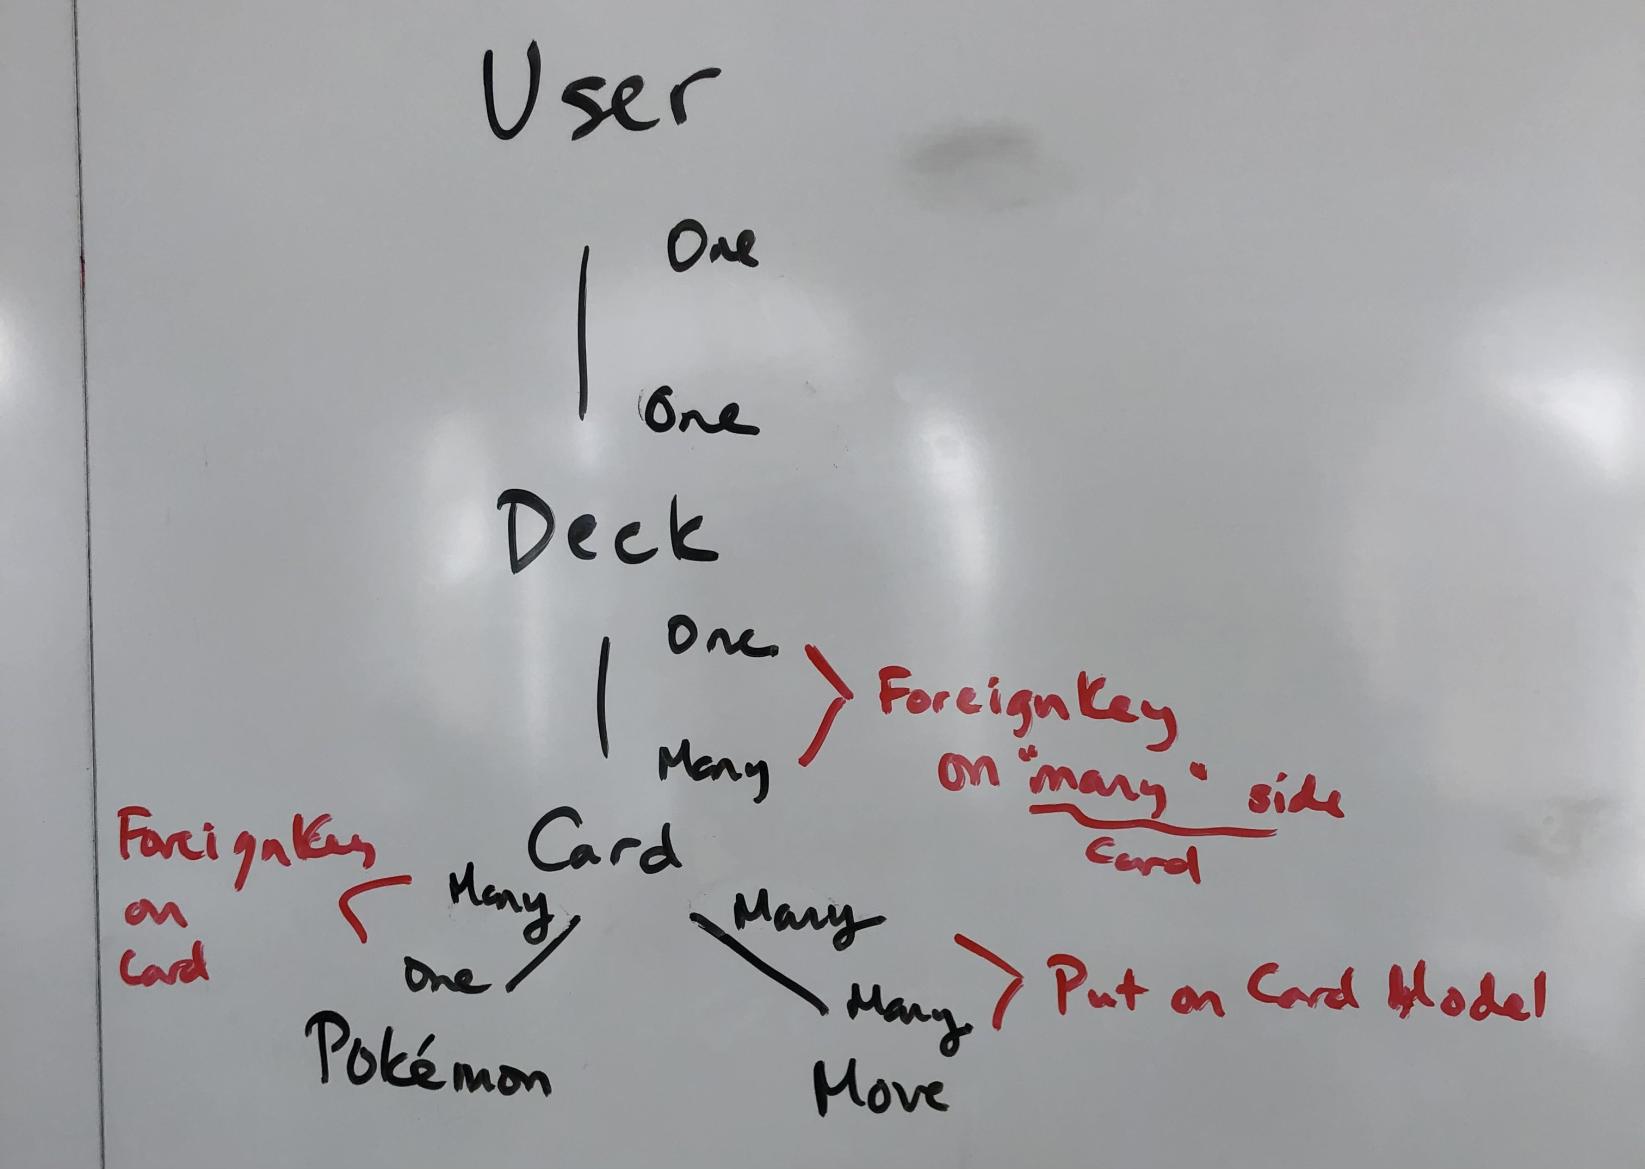 User
One
One
Deck
One
Many
ForeignKey
on "many" side
Card
Card
ForeignKey
on
Card
Many
One
Pokémon
Many
Many
Move
Put on Card Model